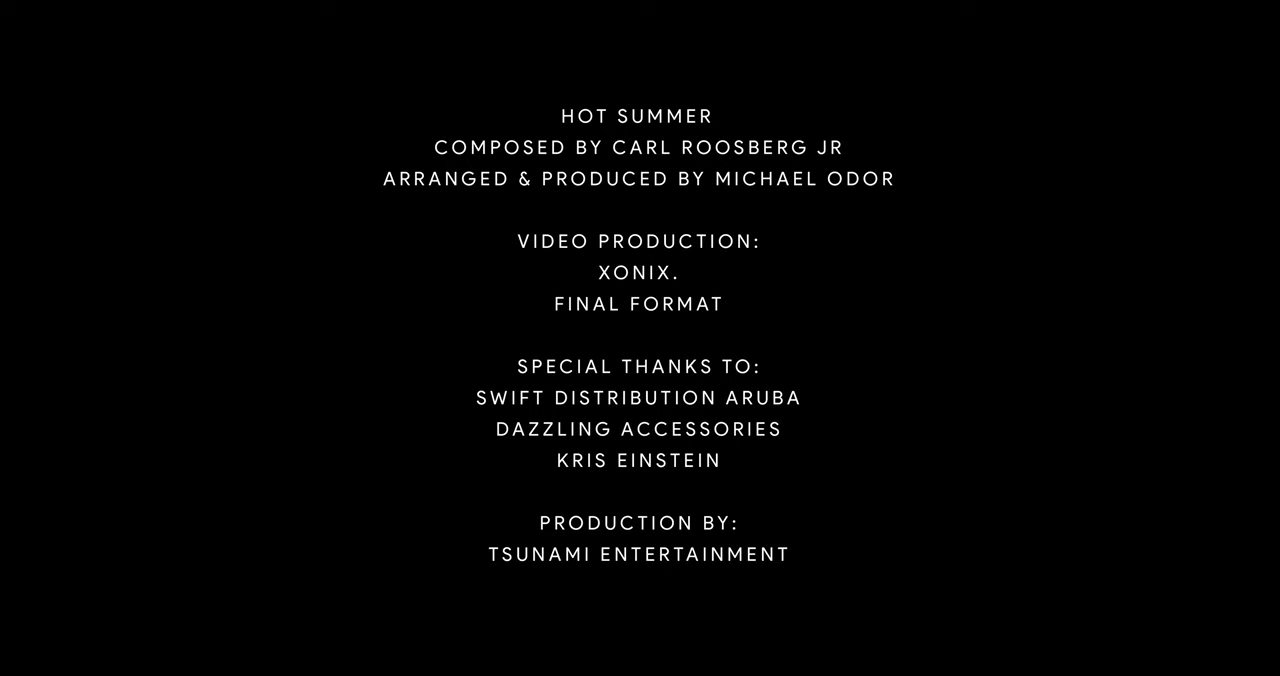 HOT SUMMER
COMPOSED BY CARL ROOSBERG JR
ARRANGED & PRODUCED BY MICHAEL ODOR
VIDEO PRODUCTION:
XONIX.
FINAL FORMAT
SPECIAL THANKS TO:
SWIFT DISTRIBUTION ARUBA
DAZZLING ACCESSORIES
KRIS EINSTEIN
PRODUCTION BY:
TSUNAMI ENTERTAINMENT